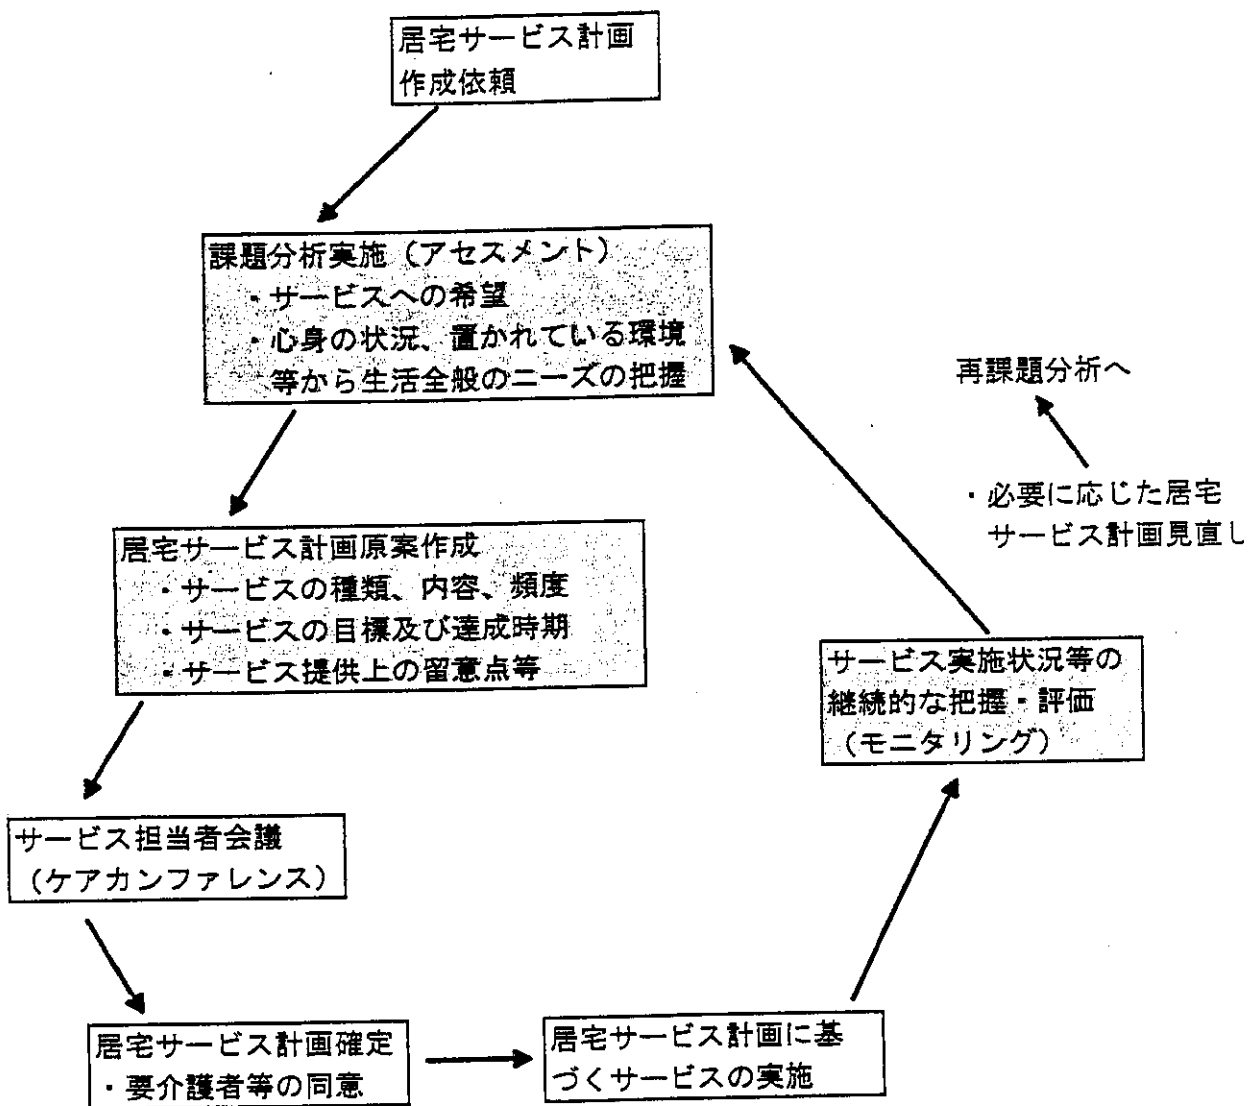 居宅サービス計画
作成依頼
課題分析実施（アセスメント）
・サービスへの希望
・心身の状況、置かれている環境
等から生活全般のニーズの把握
再課題分析へ
・必要に応じた居宅
サービス計画見直し
居宅サービス計画原案作成
・サービスの種類、内容、頻度
・サービスの目標及び達成時期
・サービス提供上の留意点等
サービス実施状況等の
継続的な把握・評価
（モニタリング）
サービス担当者会議
（ケアカンファレンス）
居宅サービス計画確定
・要介護者等の同意
居宅サービス計画に基
づくサービスの実施